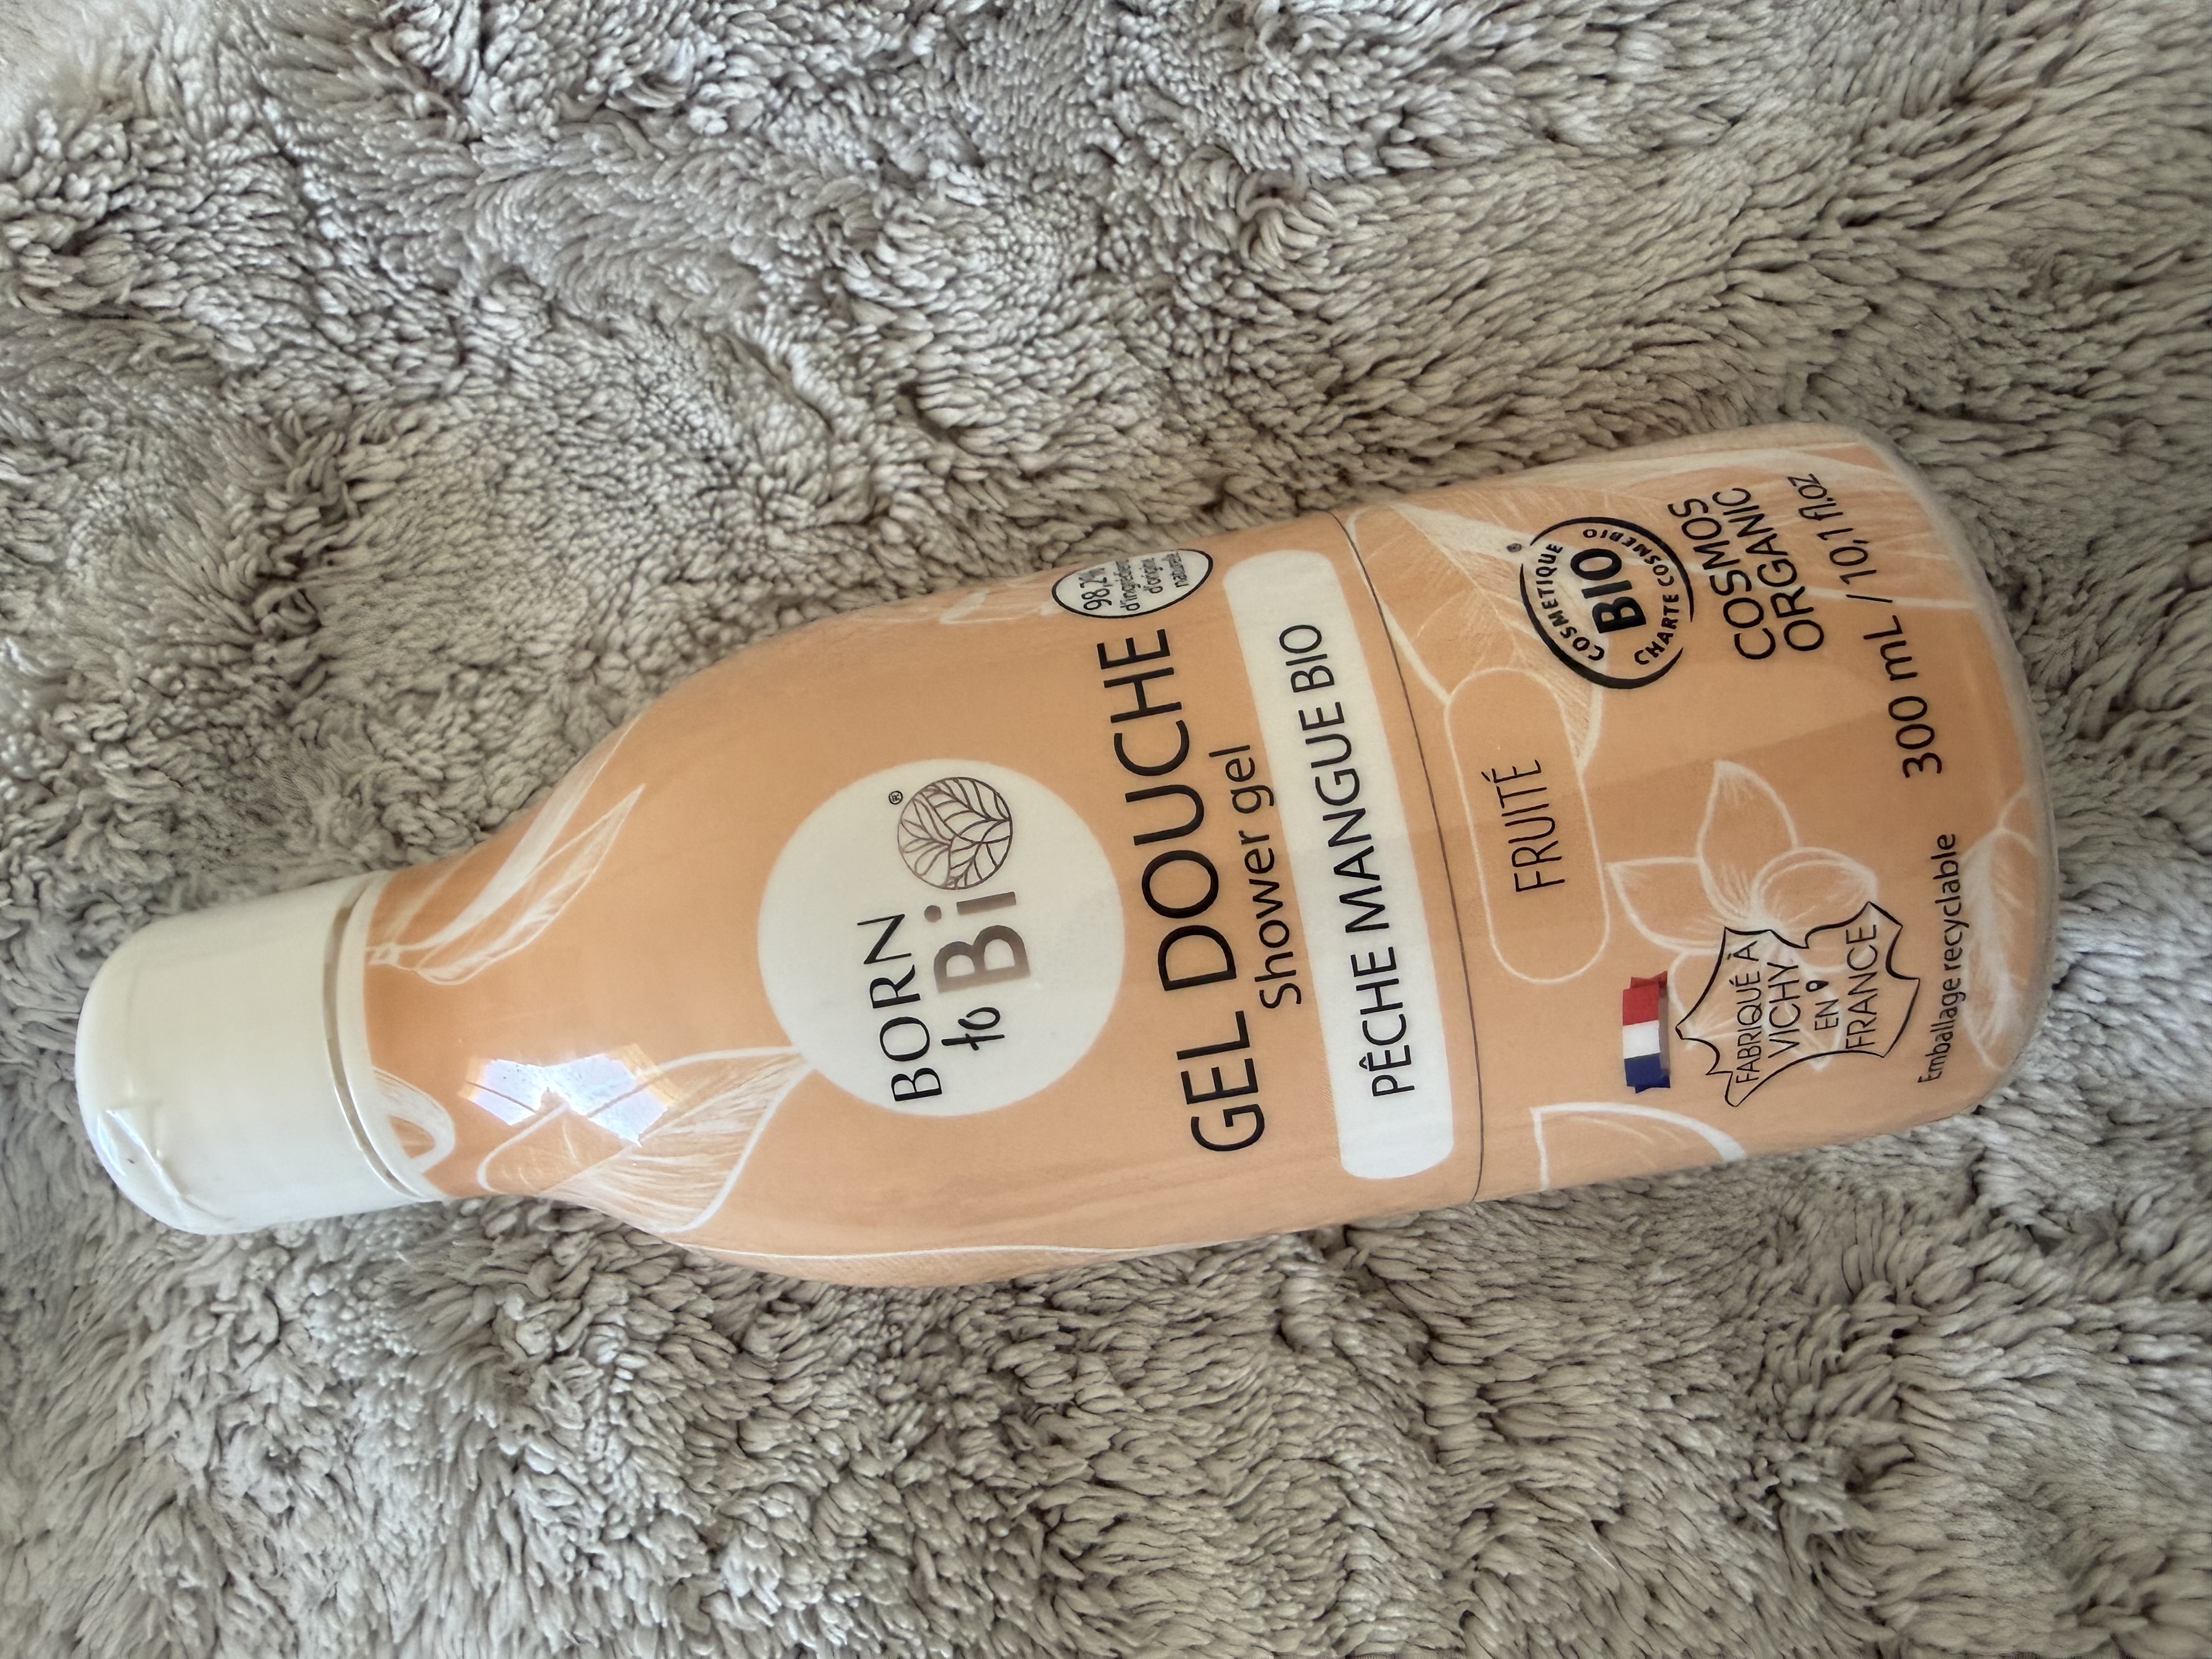 BORN
to Bio
®
98.2%
d'ingrédients
d'origine
naturelle
GEL DOUCHE
Shower gel
PÊCHE MANGUE BIO
FRUITÉ
COSMETIQUE
BIO
CHARTE COSMEBIO
®
COSMOS
ORGANIC
FABRIQUÉ À
VICHY
EN
FRANCE
300 mL / 10,1 fl.oz
Emballage recyclable